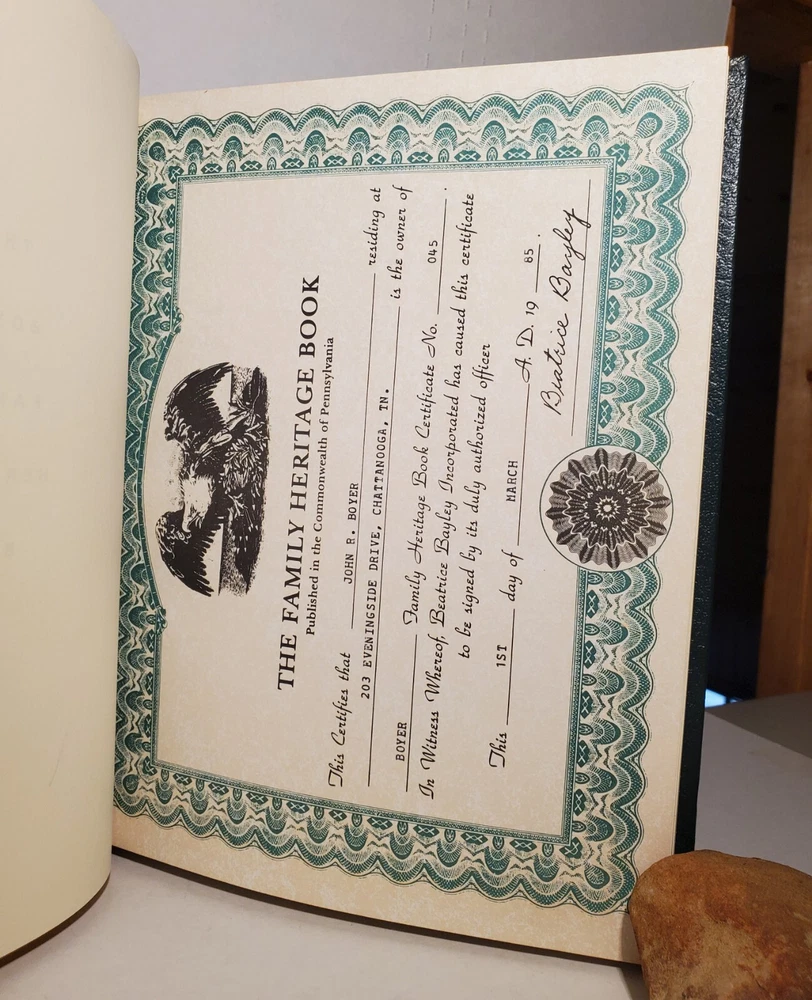 THE FAMILY HERITAGE BOOK
Published in the Commonwealth of Pennsylvania
This Certifies that JOHN R. BOYER residing at
203 EVENINGSIDE DRIVE, CHATTANOOGA, TN. is the owner of
BOYER Family Heritage Book Certificate No. 045.
In Witness Whereof, Beatrice Bayley Incorporated has caused this certificate
to be signed by its duly authorized officer
This 1ST day of MARCH A. D. 19 85.
Beatrice Bayley